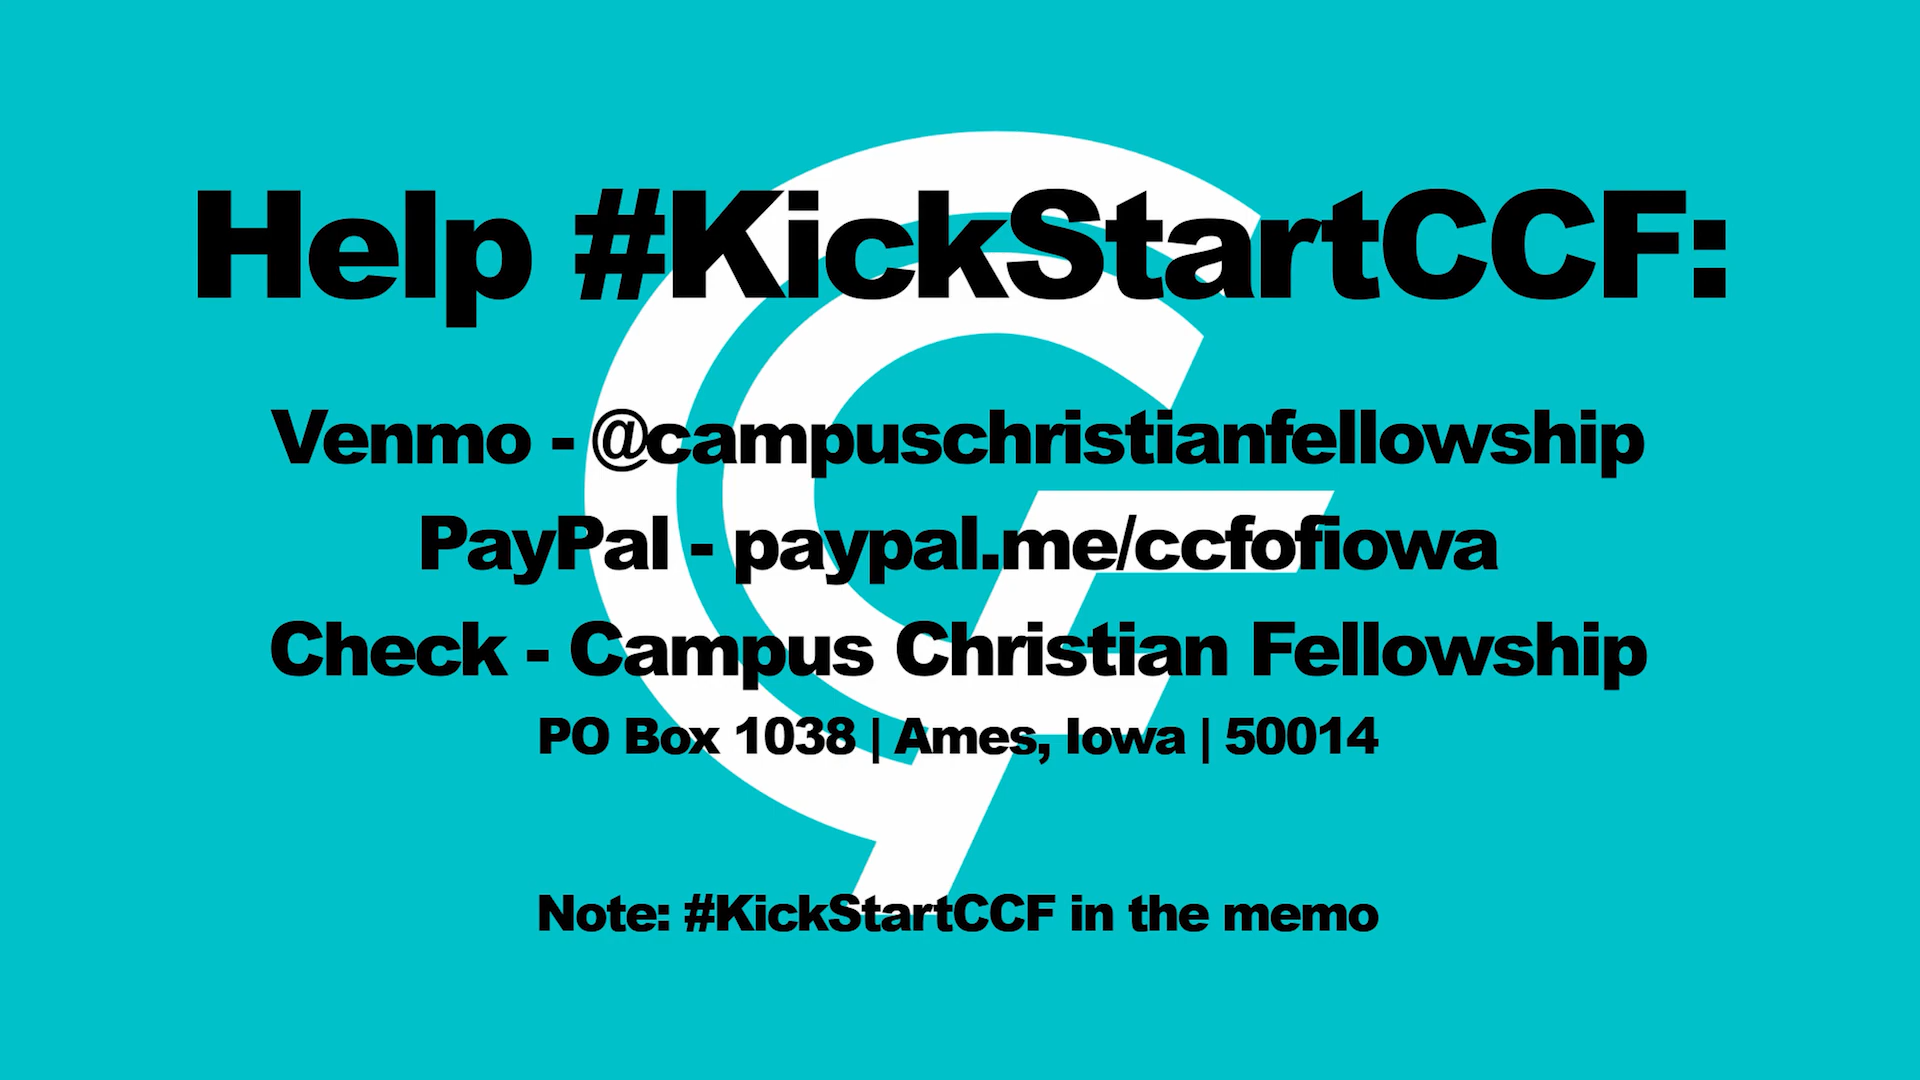 Help #KickStartCCF:
Venmo - @campuschristianfellowship
PayPal - paypal.me/ccfofiowa
Check - Campus Christian Fellowship
PO Box 1038 | Ames, Iowa | 50014
Note: #KickStartCCF in the memo